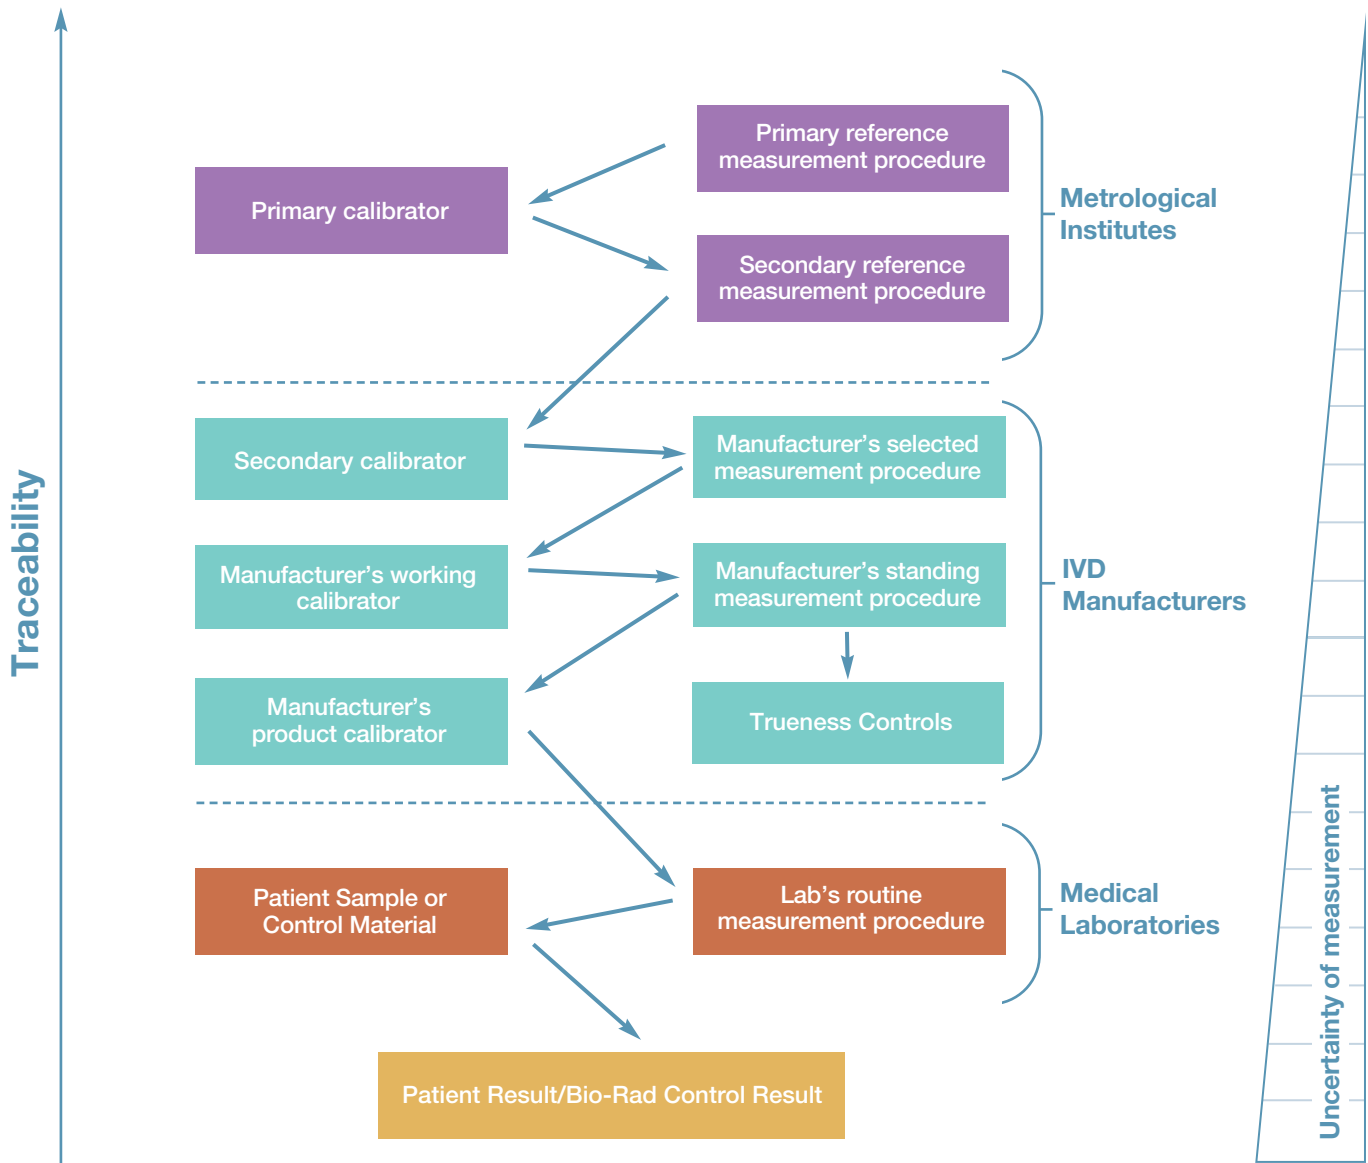 Primary reference
measurement procedure
Primary calibrator
Metrological
Institutes
Secondary reference
measurement procedure
Traceability
Secondary calibrator
Manufacturer’s selected
measurement procedure
Manufacturer’s working
calibrator
Manufacturer’s standing
measurement procedure
IVD
Manufacturers
Manufacturer’s
product calibrator
Trueness Controls
Patient Sample or
Control Material
Lab’s routine
measurement procedure
Medical
Laboratories
Uncertainty of measurement
Patient Result/Bio-Rad Control Result